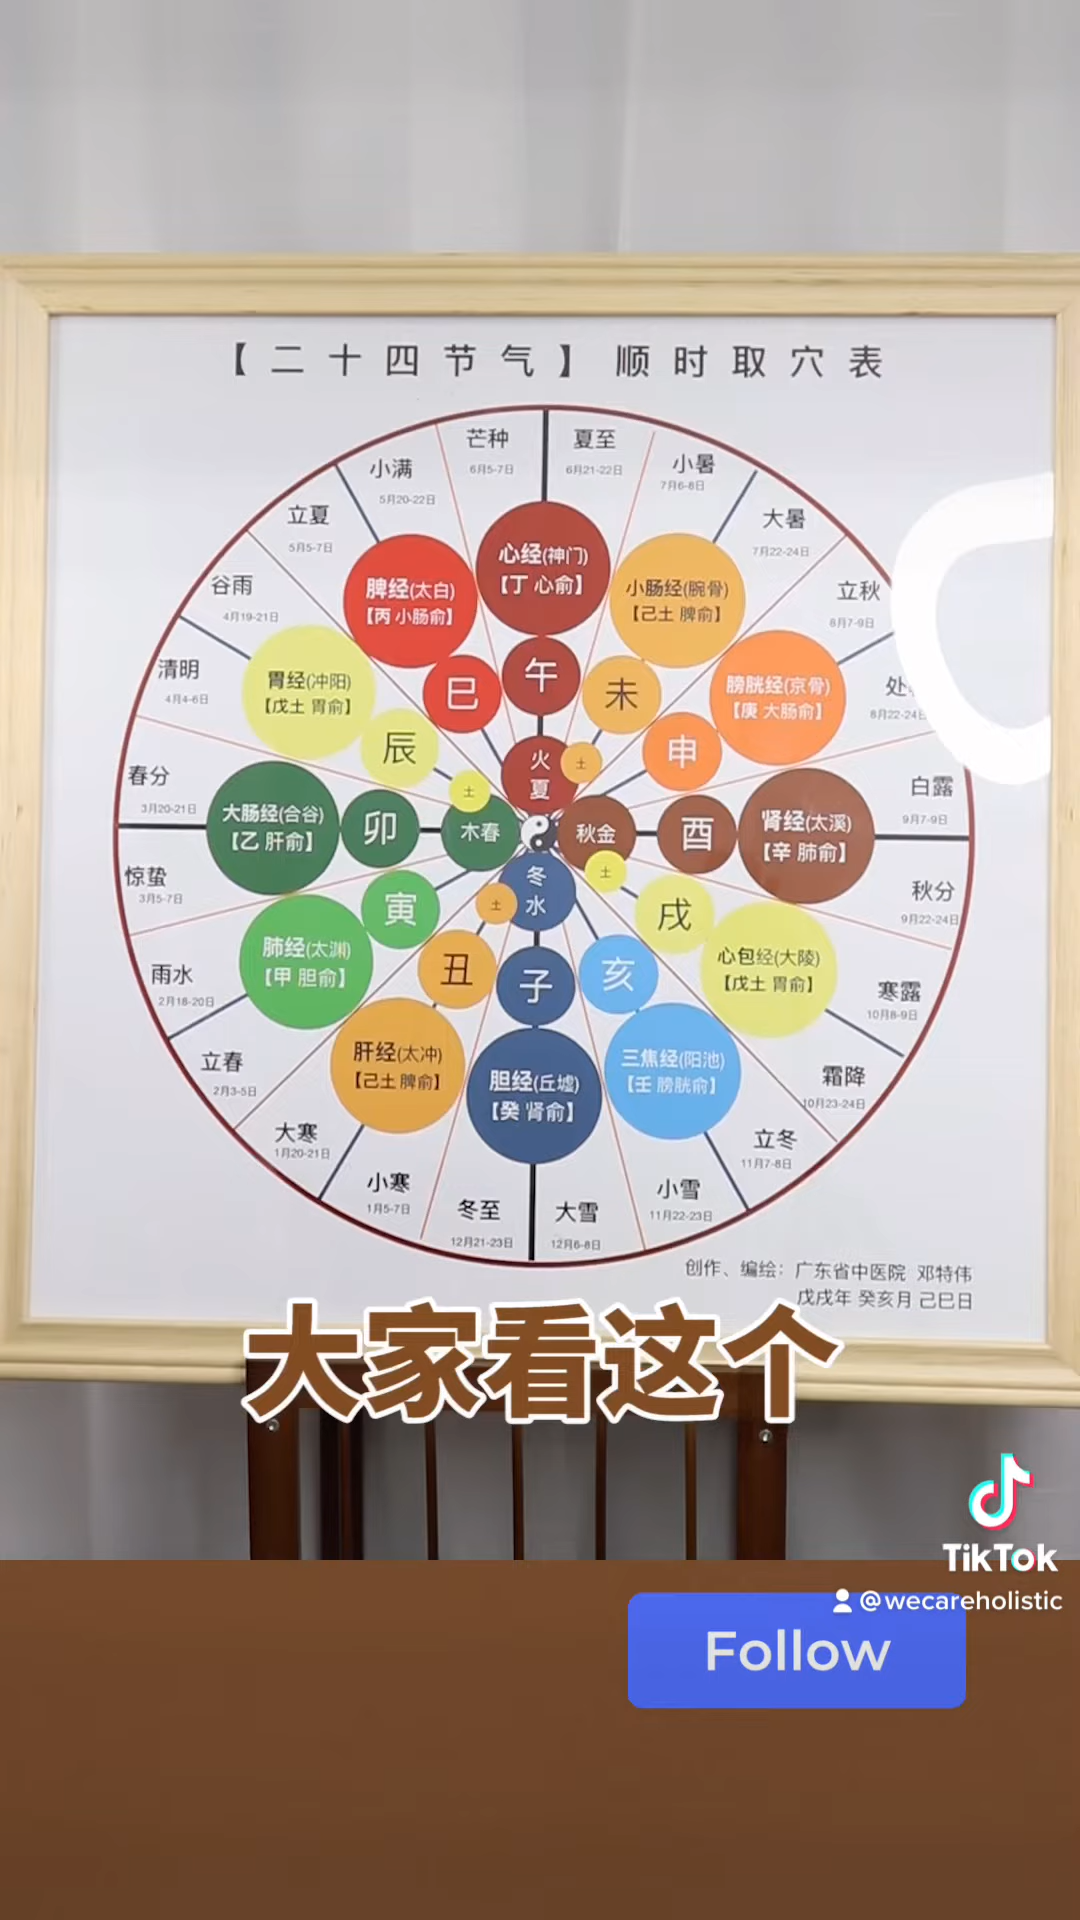 【二十四节气】顺时取穴表
芒种
6月5-7日
夏至
6月21-22日
小满
5月20-22日
小暑
7月6-8日
立夏
5月5-7日
大暑
7月22-24日
谷雨
4月19-21日
立秋
8月7-9日
清明
4月4-6日
8月22-24日
春分
3月20-21日
白露
9月7-9日
惊蛰
3月5-7日
秋分
9月22-24日
雨水
2月18-20日
寒露
10月8-9日
立春
2月3-5日
霜降
10月23-24日
大寒
1月20-21日
立冬
11月7-8日
小寒
1月5-7日
小雪
11月22-23日
冬至
12月21-23日
大雪
12月6-8日
心经(神门)
【丁 心俞】
脾经(太白)
【丙 小肠俞】
小肠经(腕骨)
【己土 脾俞】
胃经(冲阳)
【戊土 胃俞】
膀胱经(京骨)
【庚 大肠俞】
大肠经(合谷)
【乙 肝俞】
肾经(太溪)
【辛 肺俞】
肺经(太渊)
【甲 胆俞】
心包经(大陵)
【戊土 胃俞】
肝经(太冲)
【己土 脾俞】
胆经(丘墟)
【癸 肾俞】
三焦经(阳池)
【壬 膀胱俞】
午
巳
未
辰
申
卯
酉
寅
戌
丑
子
亥
火
夏
土
土
木春
秋金
土
土
冬
水
创作、编绘：广东省中医院 邓特伟
戊戌年 癸亥月 己巳日
大家看这个
TikTok
@wecareholistic
Follow